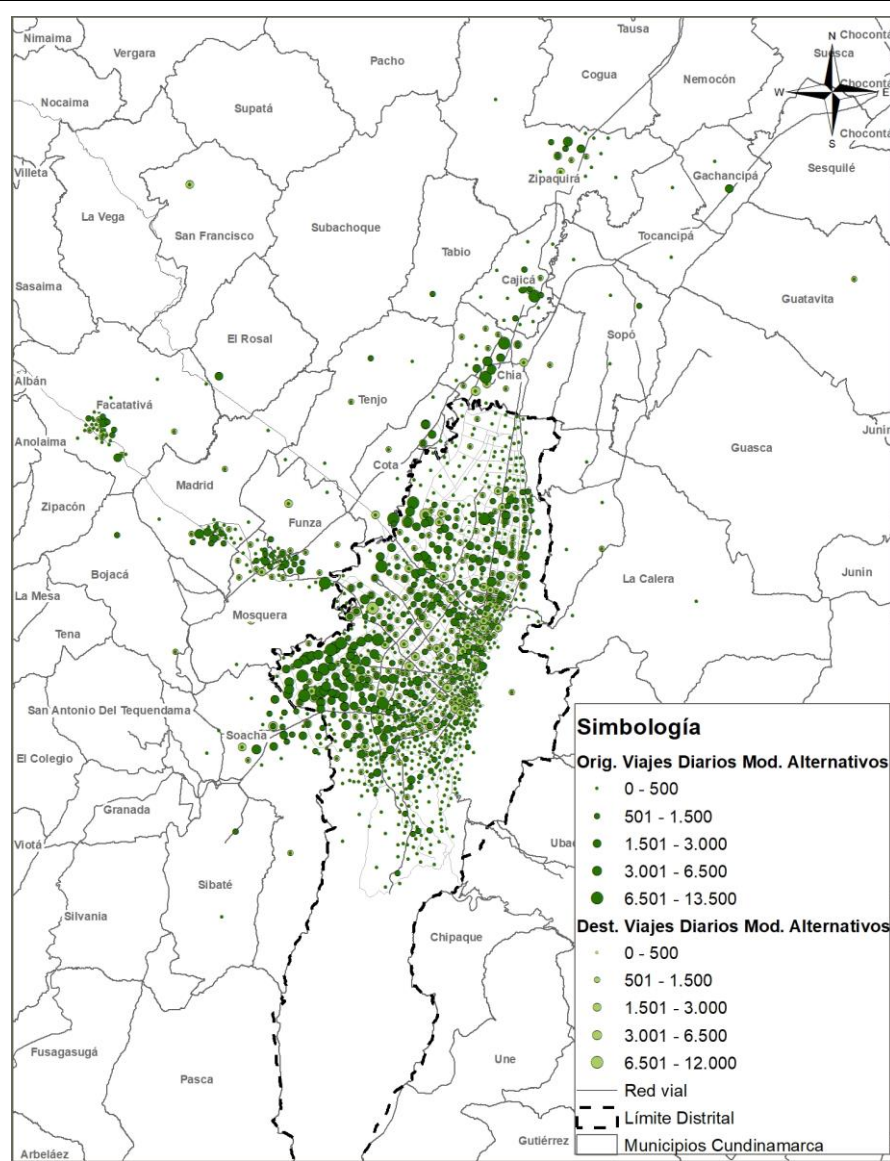 Nimaima
Vergara
Pacho
Tausa
Chocontá
Suesca
N
Cogua
Nemocón
Chocontá
W
E
Nocaima
Supatá
Chocontá
S
Villeta
Zipaquirá
Gachancipá
Sesquilé
La Vega
San Francisco
Subachoque
Tabio
Tocancipá
Sasaima
Cajicá
Guatavita
El Rosal
Sopó
Albán
Chia
Facatativá
Tenjo
Junin
Anolaima
Guasca
Cota
Madrid
Zipacón
Funza
Bojacá
La Calera
Junin
La Mesa
Mosquera
Tena
San Antonio Del Tequendama
Soacha
El Colegio
Granada
Viotá
Sibaté
Silvania
Chipaque
Fusagasugá
Une
Pasca
Gutiérrez
Arbeláez
Simbología
Orig. Viajes Diarios Mod. Alternativos
0 - 500
501 - 1.500
1.501 - 3.000
3.001 - 6.500
6.501 - 13.500
Dest. Viajes Diarios Mod. Alternativos
0 - 500
501 - 1.500
1.501 - 3.000
3.001 - 6.500
6.501 - 12.000
Red vial
Límite Distrital
Municipios Cundinamarca